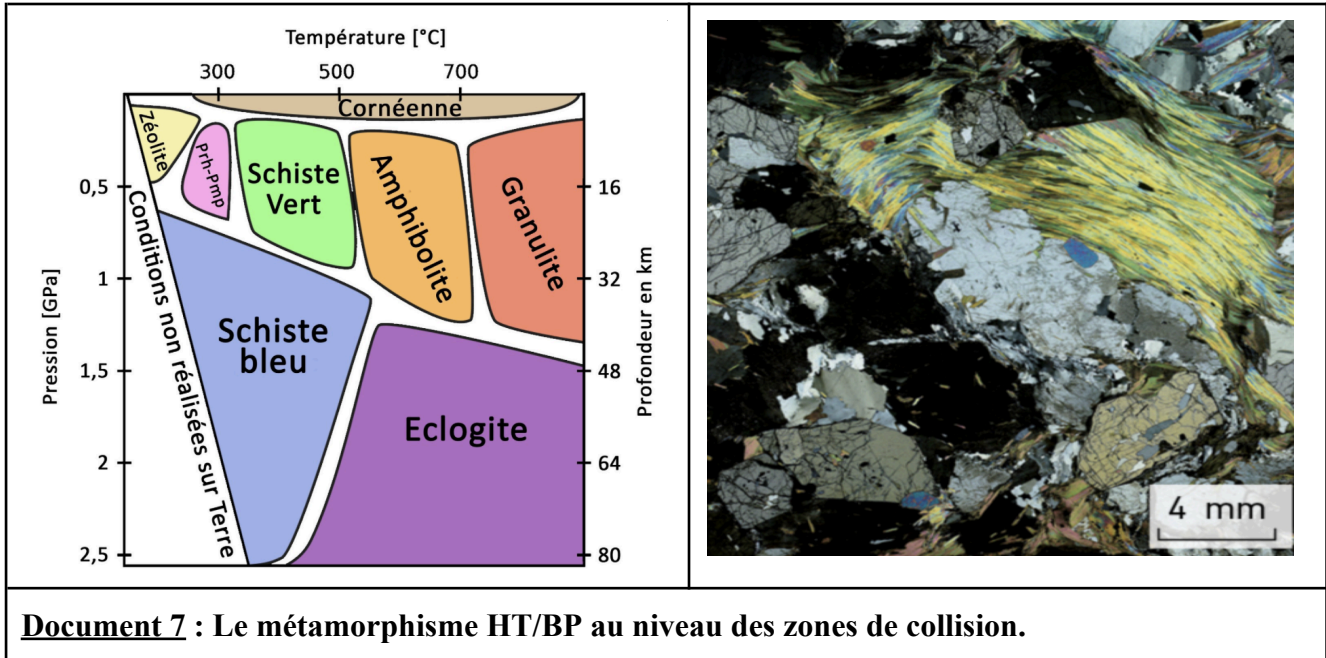 Température [°C]
300 500 700
Cornéenne
Zéolite
Prh-Pmp
Schiste
Vert
Amphibolite
Granulite
0,5
16
Conditions non réalisées sur Terre
Pression [GPa]
1
32
Profondeur en km
Schiste
bleu
1,5
48
Eclogite
2
64
2,5
80
4 mm
Document 7 : Le métamorphisme HT/BP au niveau des zones de collision.